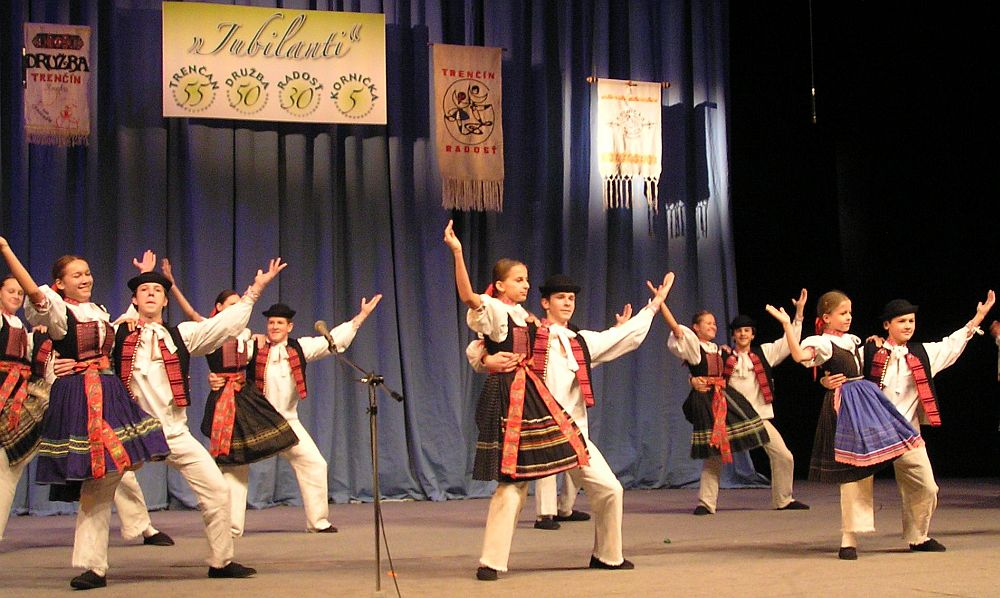 „Jubilanti“
TRENČAN
55
DRUŽBA
50
RADOSŤ
30
KORNIČKA
5
DRUŽBA
TRENČÍN
TRENČÍN
RADOSŤ